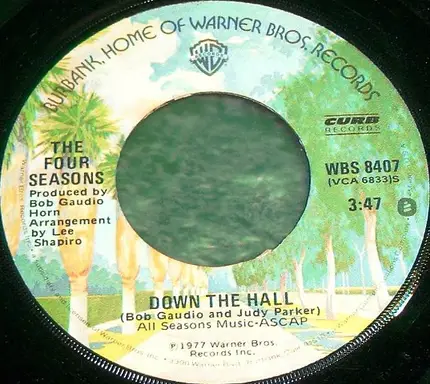 BURBANK, HOME OF WARNER BROS. RECORDS
CURB
RECORDS
THE
FOUR
SEASONS
Produced by
Bob Gaudio
Horn
Arrangement
by Lee
Shapiro
WBS 8407
(VCA 6833)S
3:47
DOWN THE HALL
(Bob Gaudio and Judy Parker)
All Seasons Music-ASCAP
℗ 1977 Warner Bros.
Records Inc.